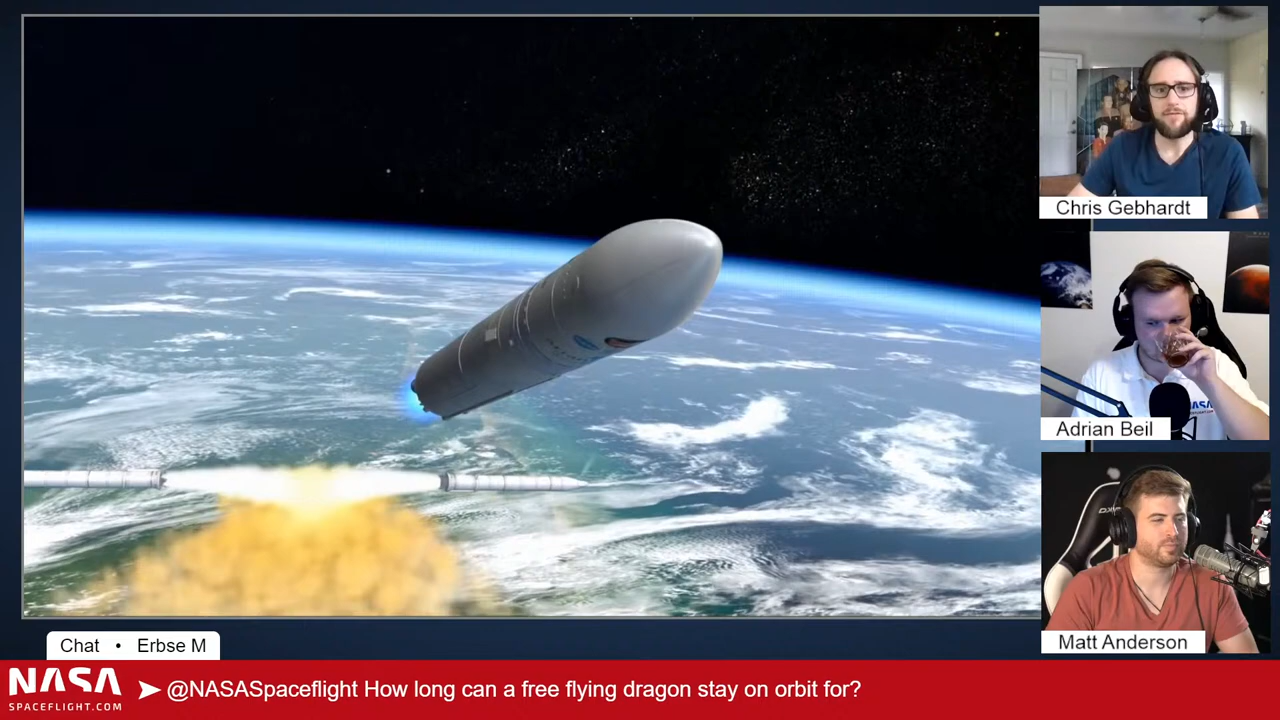 Chris Gebhardt
Adrian Beil
Matt Anderson
Chat • Erbse M
NASA
SPACEFLIGHT.COM
@NASASpaceflight How long can a free flying dragon stay on orbit for?